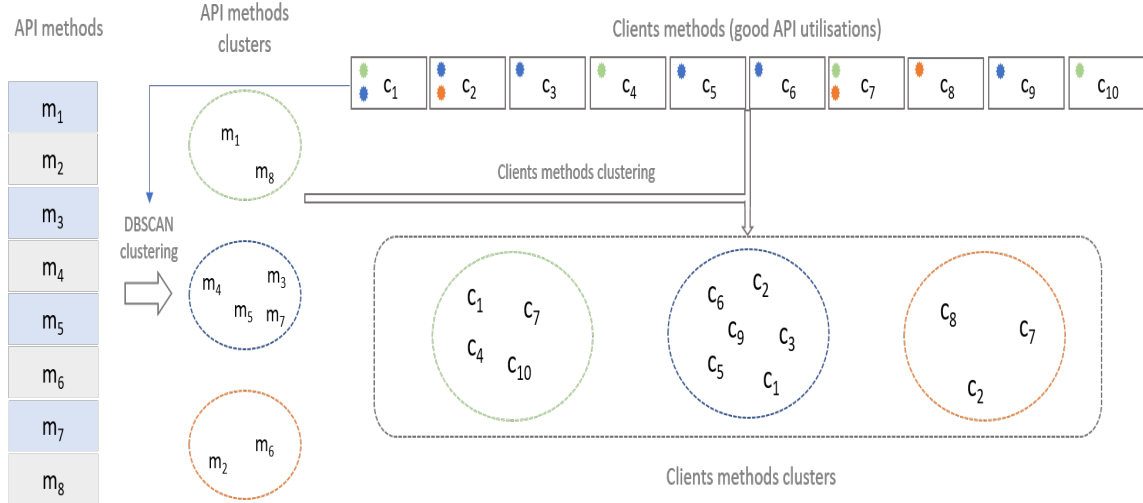 API methods
m1
m2
m3
m4
m5
m6
m7
m8
API methods
clusters
m1
m8
DBSCAN
clustering
m4
m3
m5
m7
m6
m2
Clients methods (good API utilisations)
c1 c2 c3 c4 c5 c6 c7 c8 c9 c10
Clients methods clustering
c1
c7
c4
c10
c2
c6
c9
c3
c5
c1
c8
c7
c2
Clients methods clusters